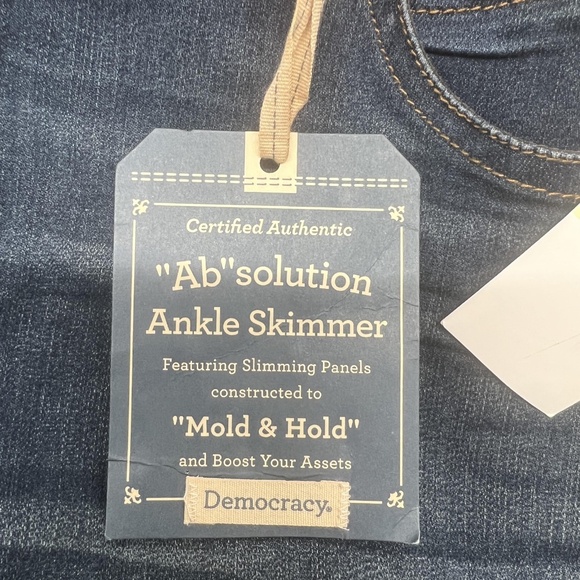 Certified Authentic
"Ab"solution
Ankle Skimmer
Featuring Slimming Panels
constructed to
"Mold & Hold"
and Boost Your Assets
Democracy®